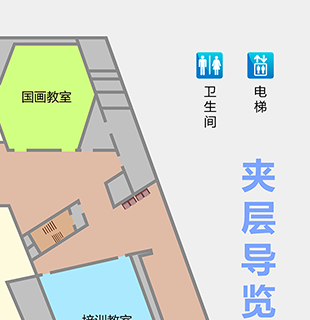 国画教室
卫生间
电梯
夹层导览
培训教室